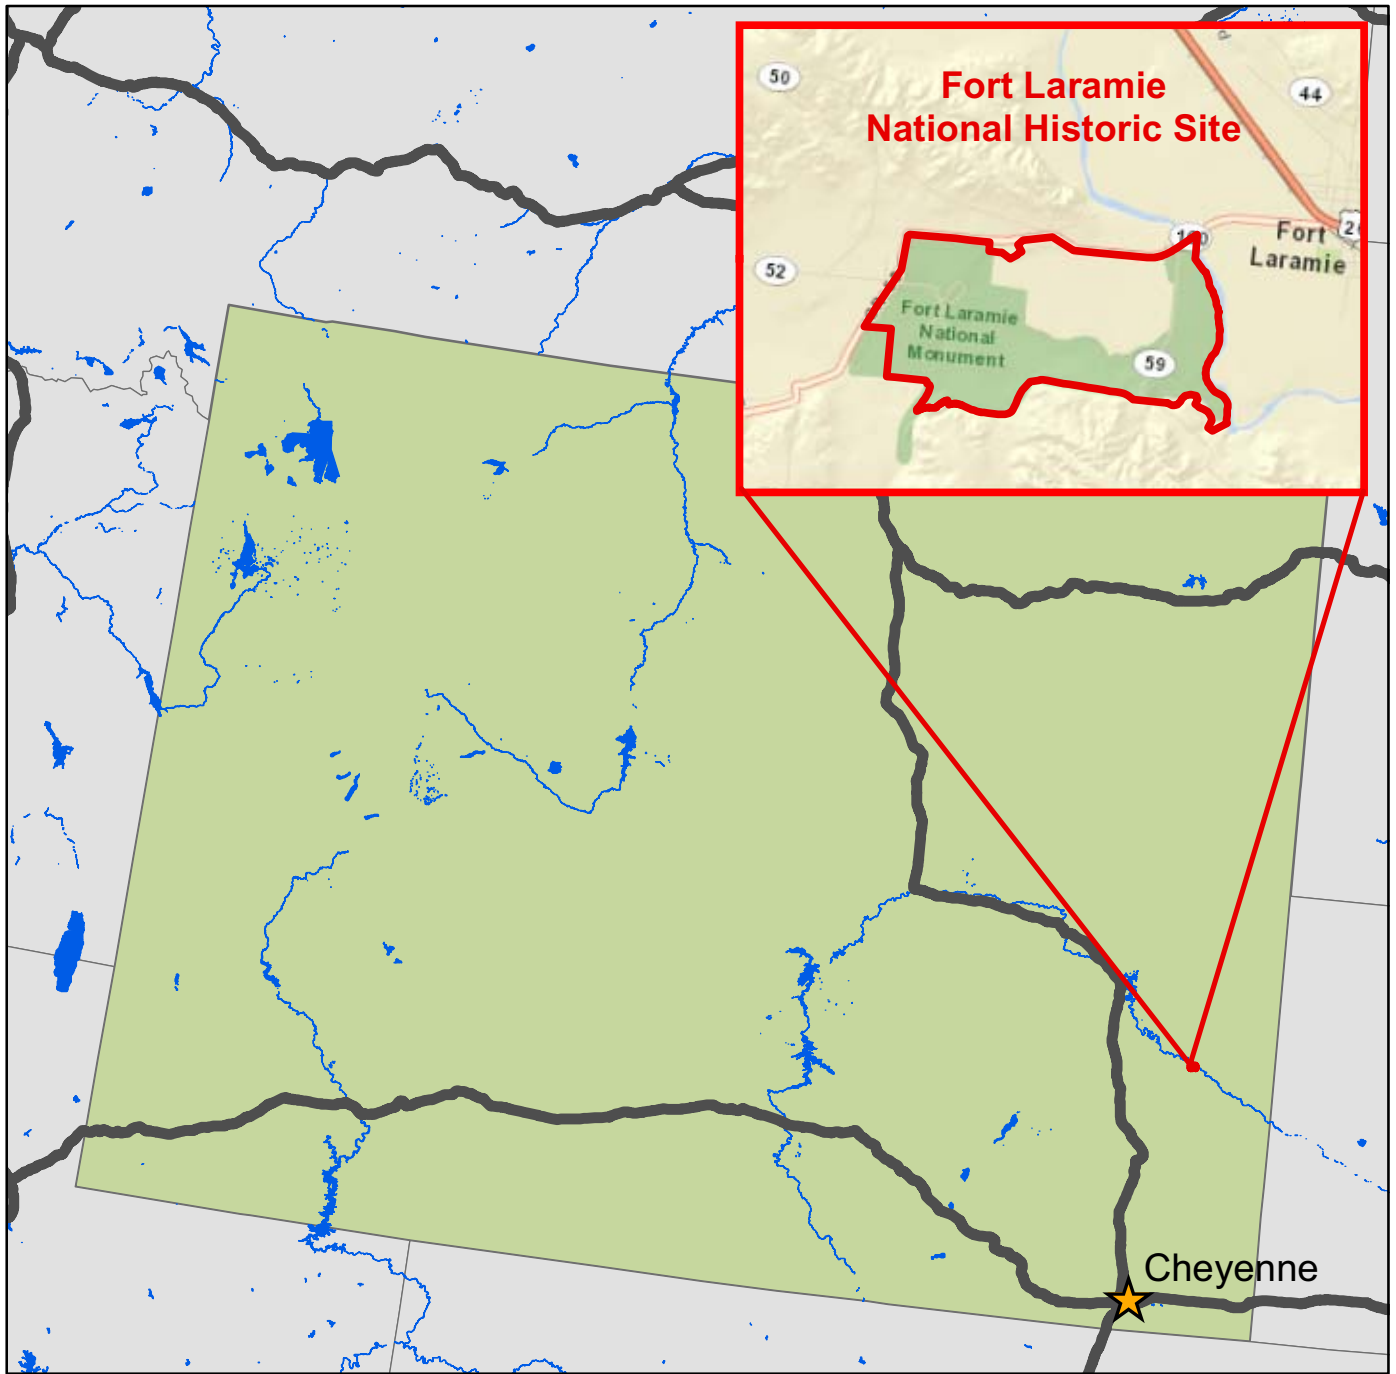 Fort Laramie
National Historic Site
50
44
52
Fort
Laramie
Fort Laramie
National
Monument
59
Cheyenne